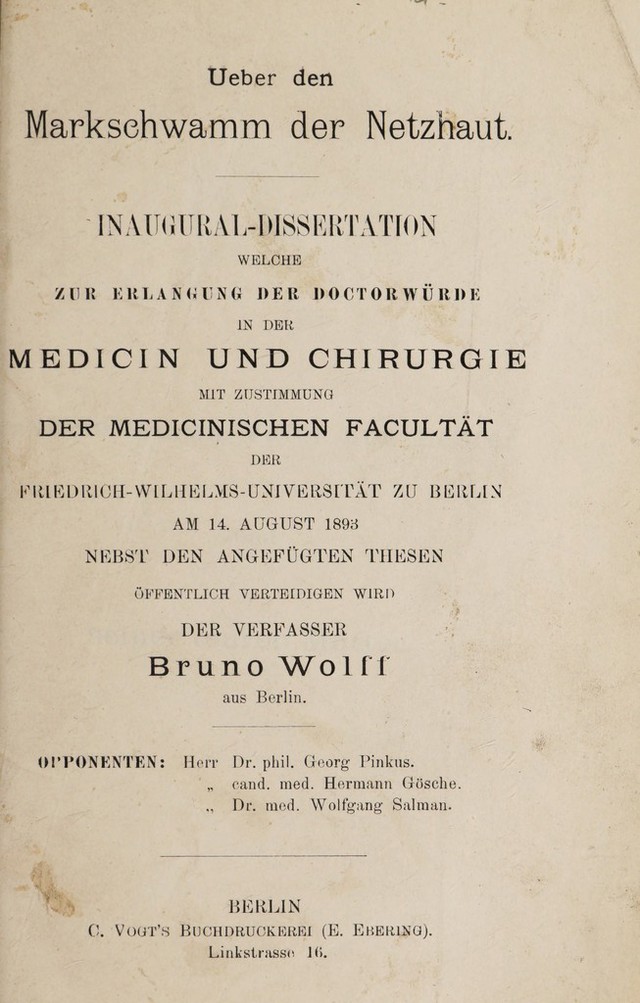 Ueber den
Markschwamm der Netzhaut.
INAUGURAL-DISSERTATION
WELCHE
ZUR ERLANGUNG DER DOCTORWÜRDE
IN DER
MEDICIN UND CHIRURGIE
MIT ZUSTIMMUNG
DER MEDICINISCHEN FACULTÄT
DER
FRIEDRICH-WILHELMS-UNIVERSITÄT ZU BERLIN
AM 14. AUGUST 1893
NEBST DEN ANGEFÜGTEN THESEN
ÖFFENTLICH VERTEIDIGEN WIRD
DER VERFASSER
Bruno Wolff
aus Berlin.
OPPONENTEN: Herr Dr. phil. Georg Pinkus.
„ cand. med. Hermann Gösche.
„ Dr. med. Wolfgang Salman.
BERLIN
C. VOGT'S BUCHDRUCKEREI (E. EBERING).
Linkstrasse 16.